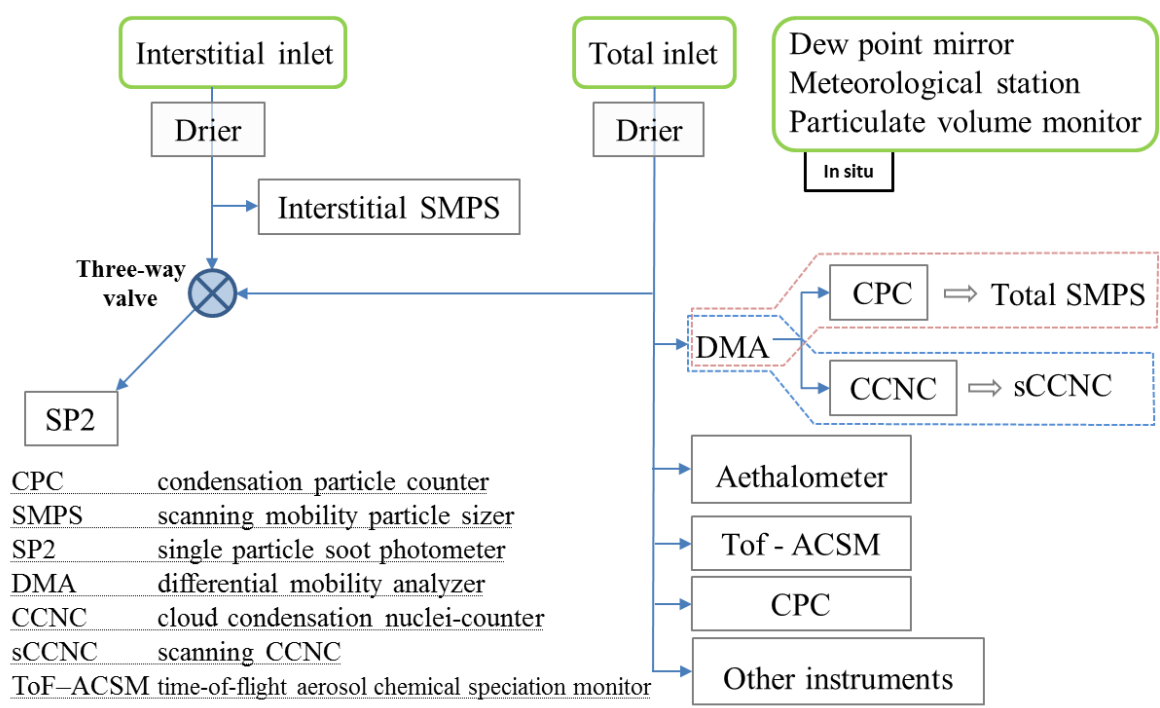 Interstitial inlet
Total inlet
Dew point mirror
Meteorological station
Particulate volume monitor
In situ
Drier
Drier
Interstitial SMPS
Three-way
valve
CPC
Total SMPS
DMA
CCNC
sCCNC
SP2
Aethalometer
Tof - ACSM
CPC
Other instruments
CPC condensation particle counter
SMPS scanning mobility particle sizer
SP2 single particle soot photometer
DMA differential mobility analyzer
CCNC cloud condensation nuclei-counter
sCCNC scanning CCNC
ToF–ACSM time-of-flight aerosol chemical speciation monitor